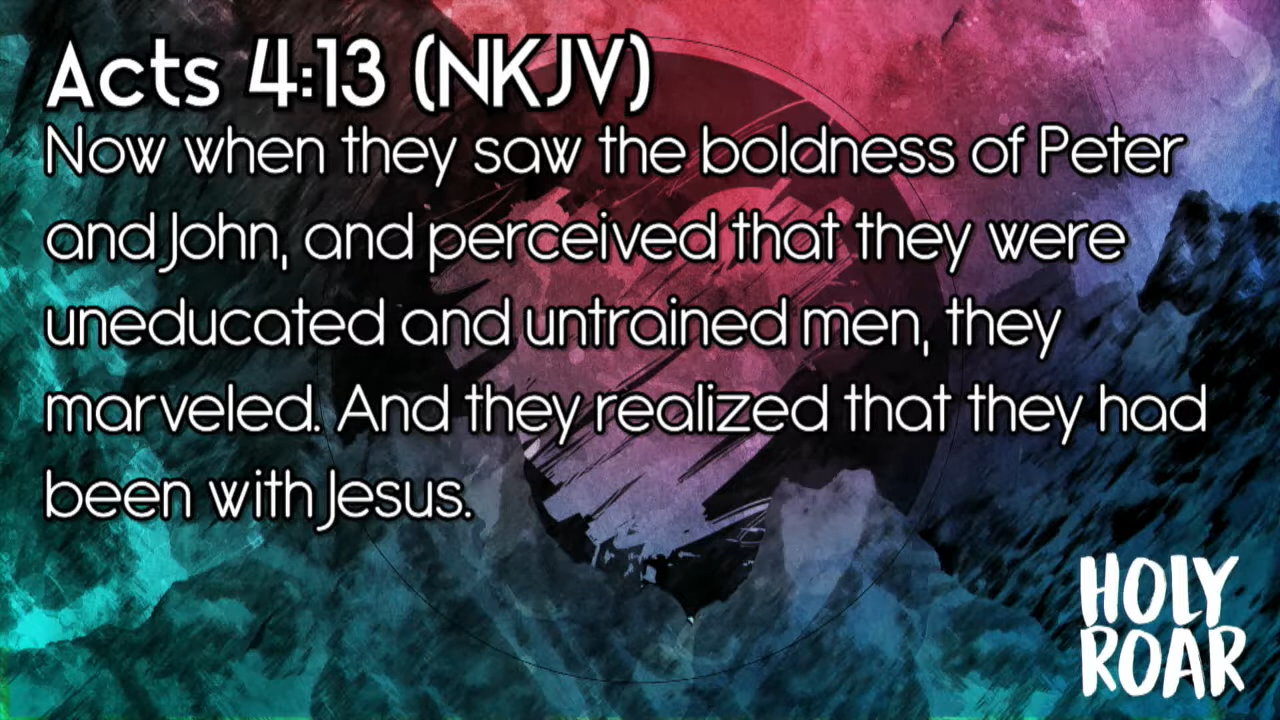 Acts 4:13 (NKJV)
Now when they saw the boldness of Peter
and John, and perceived that they were
uneducated and untrained men, they
marveled. And they realized that they had
been with Jesus.
HOLY
ROAR